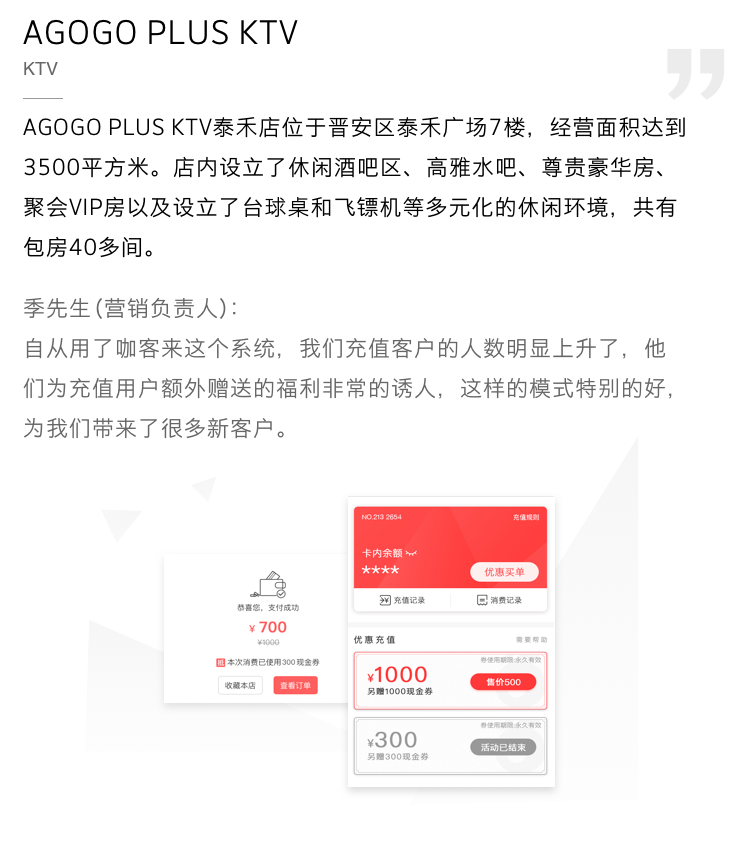 AGOGO PLUS KTV
KTV
AGOGO PLUS KTV泰禾店位于晋安区泰禾广场7楼，经营面积达到
3500平方米。店内设立了休闲酒吧区、高雅水吧、尊贵豪华房、
聚会VIP房以及设立了台球桌和飞镖机等多元化的休闲环境，共有
包房40多间。
季先生(营销负责人)：
自从用了咖客来这个系统，我们充值客户的人数明显上升了，他
们为充值用户额外赠送的福利非常的诱人，这样的模式特别的好，
为我们带来了很多新客户。
恭喜您，支付成功
¥ 700
¥1000
抵 本次消费已使用300现金券
收藏本店 查看订单
NO.213 2654 充值规则
卡内余额
****
优惠买单
充值记录 消费记录
优惠充值 需要帮助
券使用期限:永久有效
¥1000
售价500
另赠1000现金券
券使用期限:永久有效
¥300
活动已结束
另赠300现金券